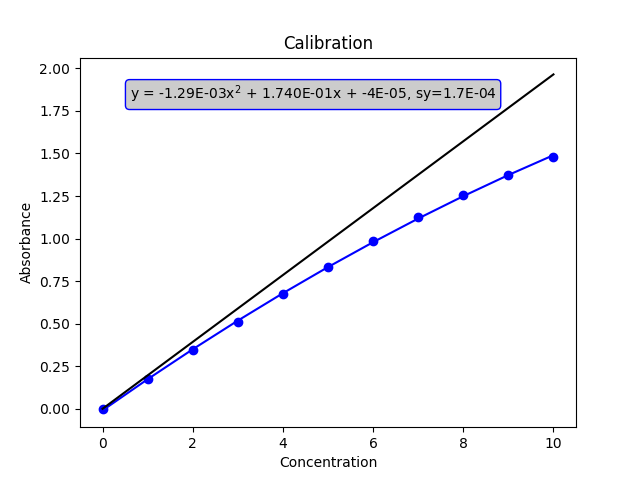 Calibration
y = -1.29E-03x² + 1.740E-01x + -4E-05, sy=1.7E-04
2.00
1.75
1.50
1.25
1.00
0.75
0.50
0.25
0.00
Absorbance
0 2 4 6 8 10
Concentration